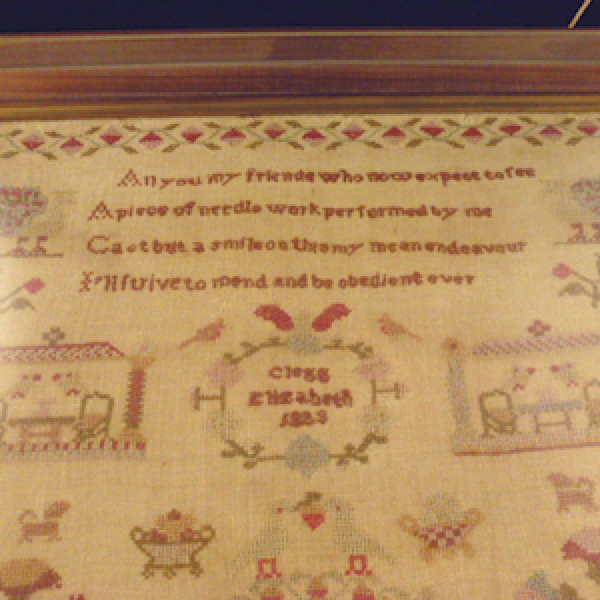 All you my friends who now expect to see
A piece of needle work performed by me
Cast but a smile on this my mean endeavour
I'll strive to mend and be obedient ever
Clegg
Elizabeth